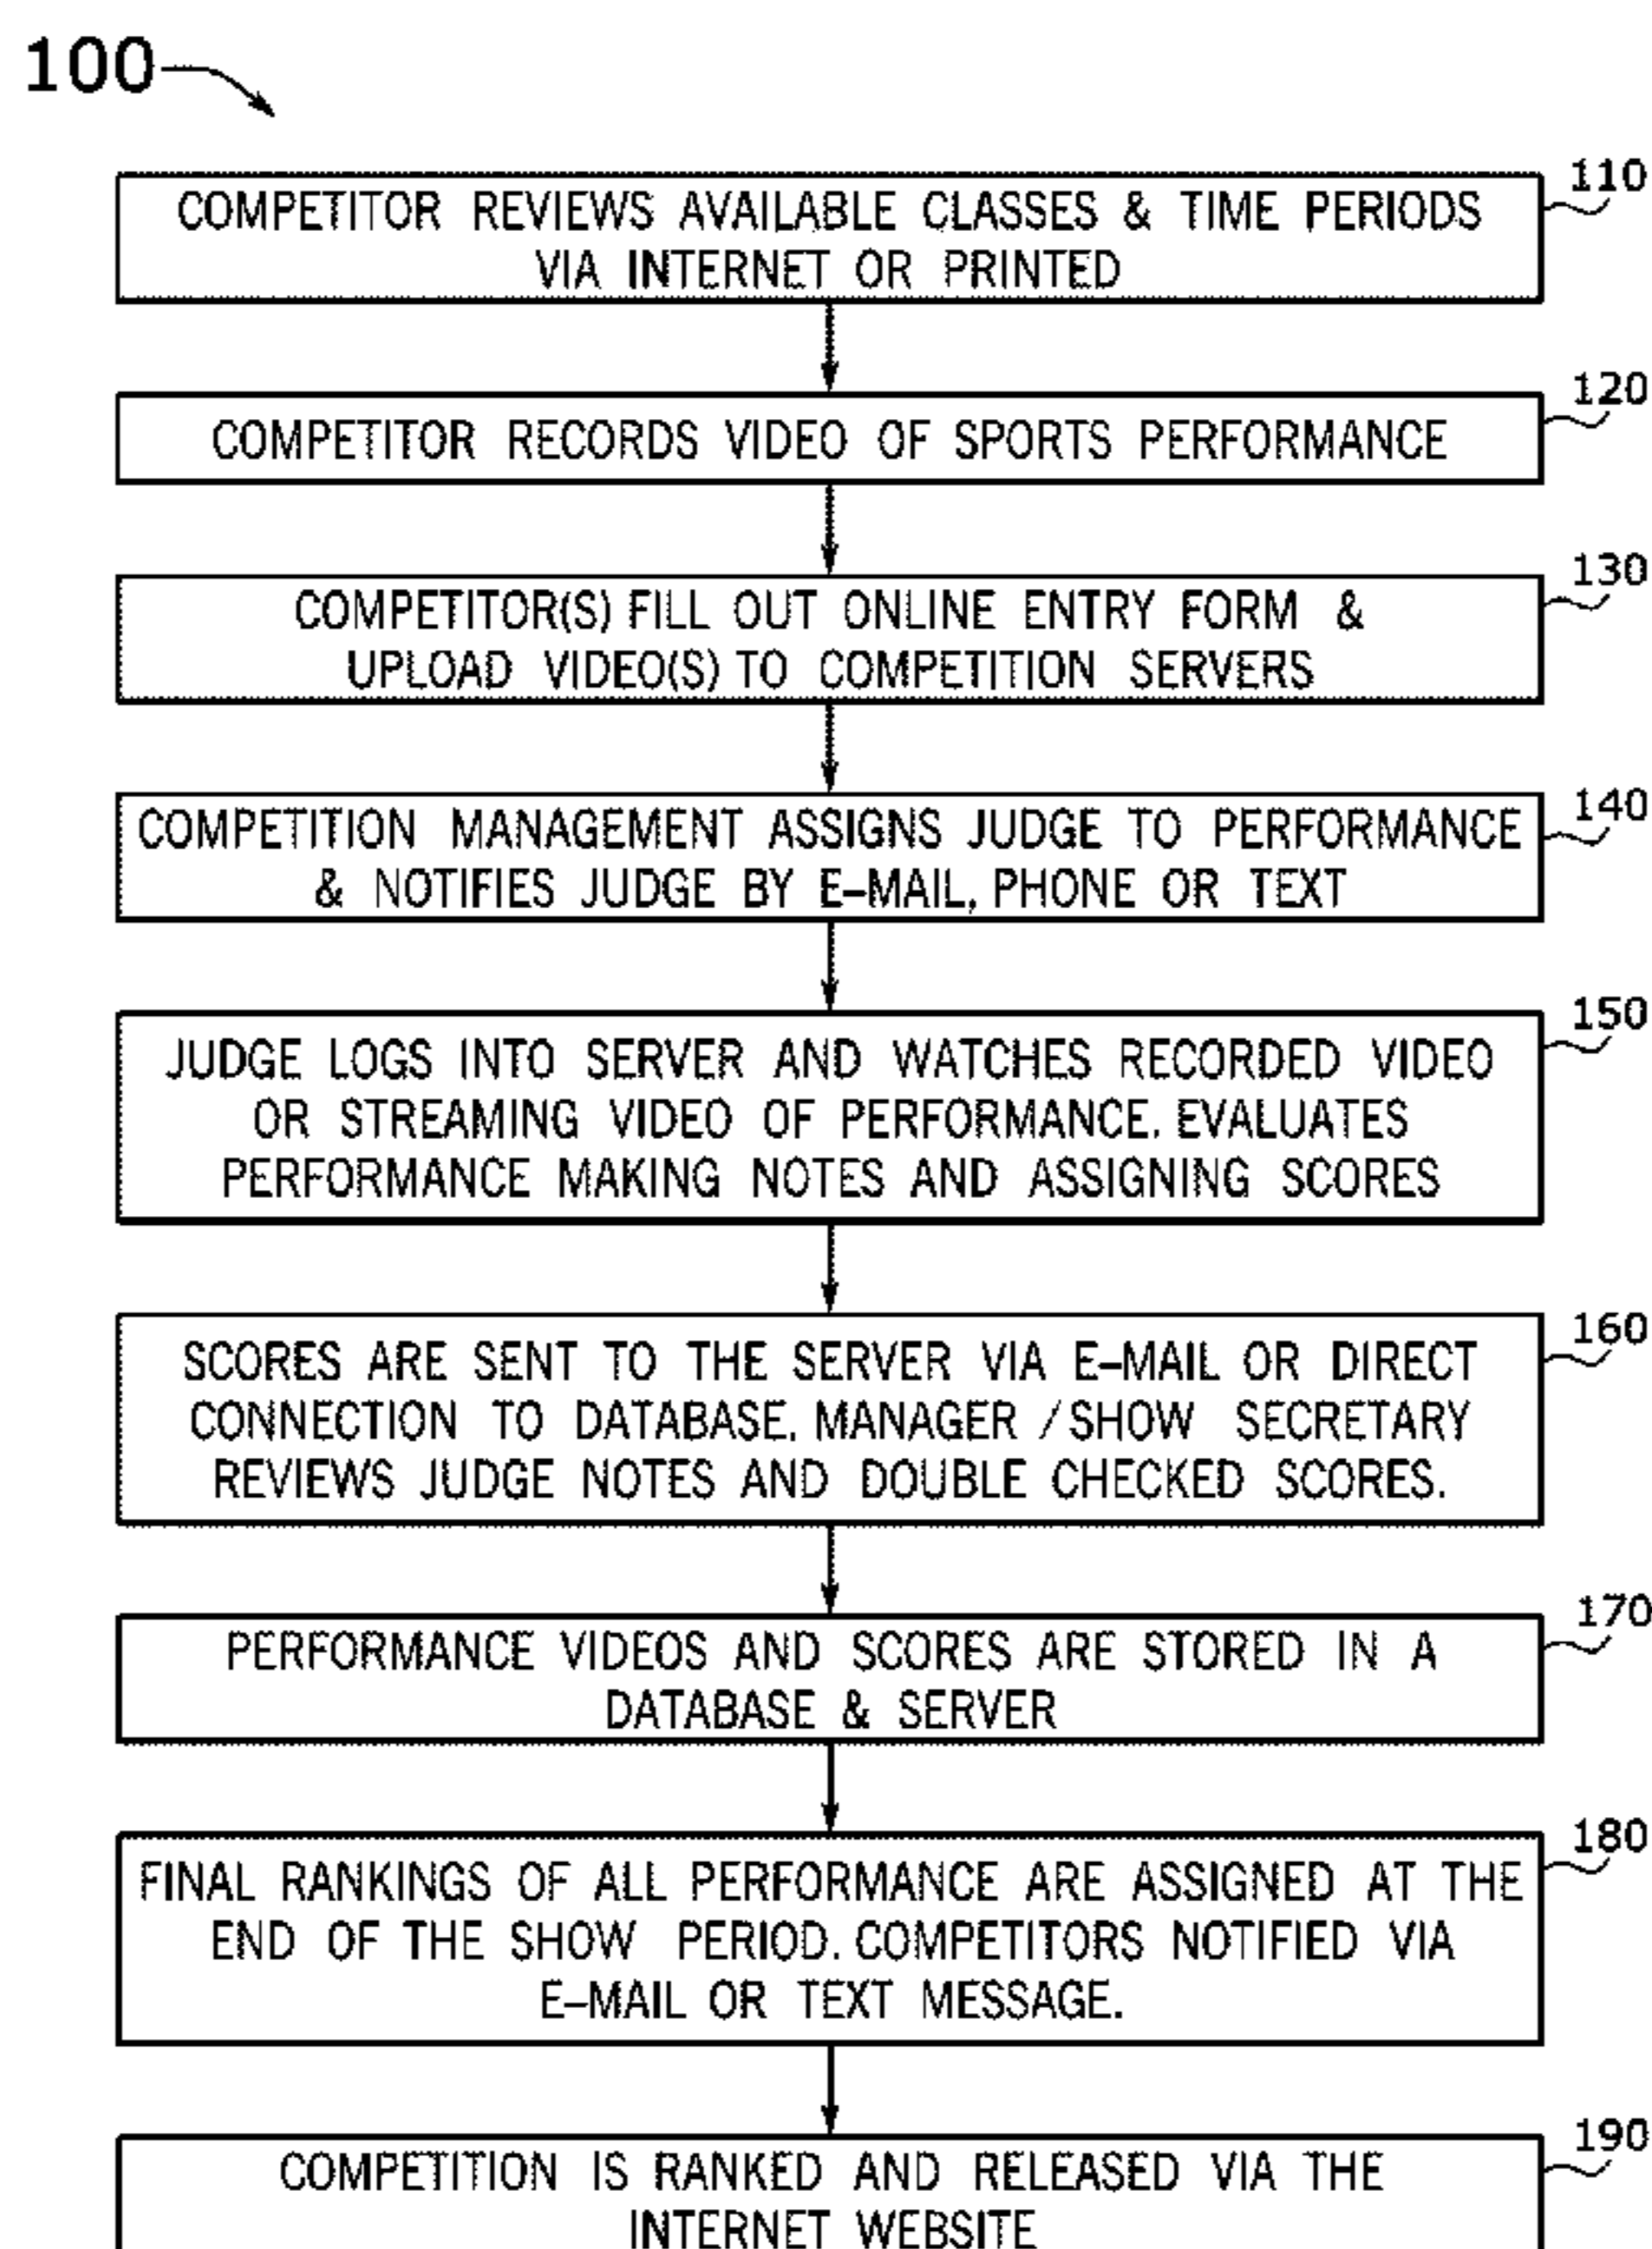 100
COMPETITOR REVIEWS AVAILABLE CLASSES & TIME PERIODS
VIA INTERNET OR PRINTED
110
COMPETITOR RECORDS VIDEO OF SPORTS PERFORMANCE
120
COMPETITOR(S) FILL OUT ONLINE ENTRY FORM &
UPLOAD VIDEO(S) TO COMPETITION SERVERS
130
COMPETITION MANAGEMENT ASSIGNS JUDGE TO PERFORMANCE
& NOTIFIES JUDGE BY E-MAIL, PHONE OR TEXT
140
JUDGE LOGS INTO SERVER AND WATCHES RECORDED VIDEO
OR STREAMING VIDEO OF PERFORMANCE. EVALUATES
PERFORMANCE MAKING NOTES AND ASSIGNING SCORES
150
SCORES ARE SENT TO THE SERVER VIA E-MAIL OR DIRECT
CONNECTION TO DATABASE. MANAGER / SHOW SECRETARY
REVIEWS JUDGE NOTES AND DOUBLE CHECKED SCORES.
160
PERFORMANCE VIDEOS AND SCORES ARE STORED IN A
DATABASE & SERVER
170
FINAL RANKINGS OF ALL PERFORMANCE ARE ASSIGNED AT THE
END OF THE SHOW PERIOD. COMPETITORS NOTIFIED VIA
E-MAIL OR TEXT MESSAGE.
180
COMPETITION IS RANKED AND RELEASED VIA THE
INTERNET WEBSITE
190